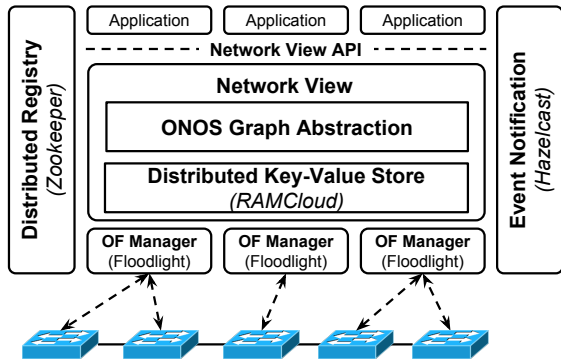 Application Application Application
Network View API
Distributed Registry
(Zookeeper)
Network View
ONOS Graph Abstraction
Distributed Key-Value Store
(RAMCloud)
Event Notification
(Hazelcast)
OF Manager OF Manager OF Manager
(Floodlight) (Floodlight) (Floodlight)